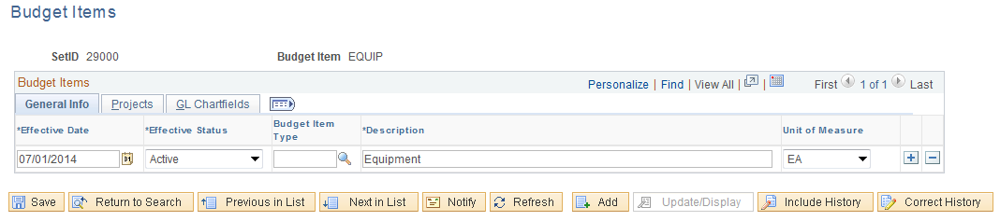 Budget Items
SetID 29000 Budget Item EQUIP
Budget Items Personalize | Find | View All | | First 1 of 1 Last
General Info Projects GL Chartfields
*Effective Date *Effective Status Budget Item Type *Description Unit of Measure
07/01/2014 31 Active Equipment EA + -
Save Return to Search Previous in List Next in List Notify Refresh Add Update/Display Include History Correct History